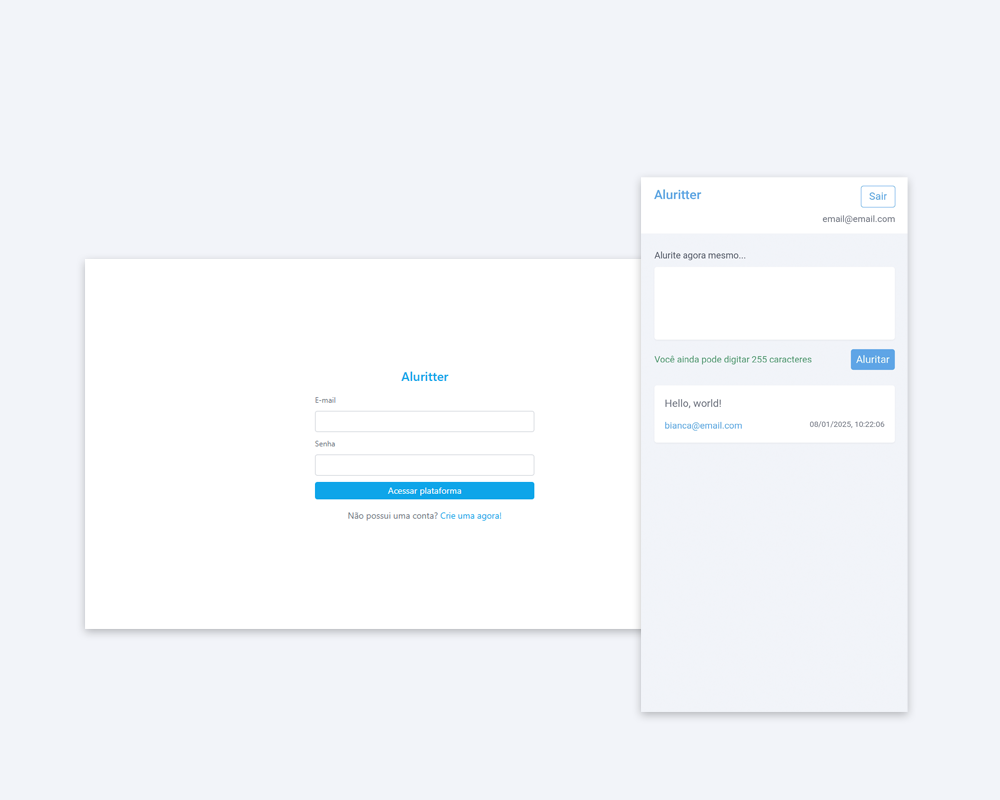 Aluritter
E-mail
Senha
Acessar plataforma
Não possui uma conta? Crie uma agora!
Aluritter
Sair
email@email.com
Alurite agora mesmo...
Você ainda pode digitar 255 caracteres
Aluritar
Hello, world!
bianca@email.com
08/01/2025, 10:22:06